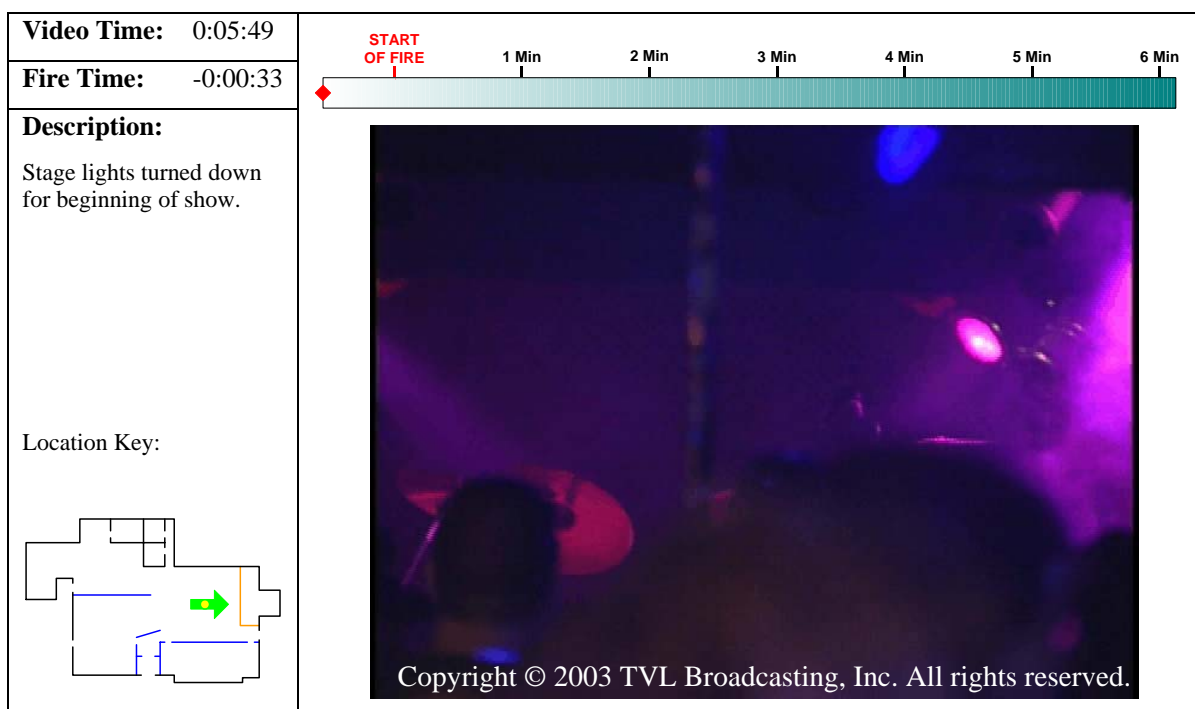 Video Time: 0:05:49
Fire Time: -0:00:33
Description:
Stage lights turned down
for beginning of show.
Location Key:
START
OF FIRE
1 Min 2 Min 3 Min 4 Min 5 Min 6 Min
Copyright © 2003 TVL Broadcasting, Inc. All rights reserved.